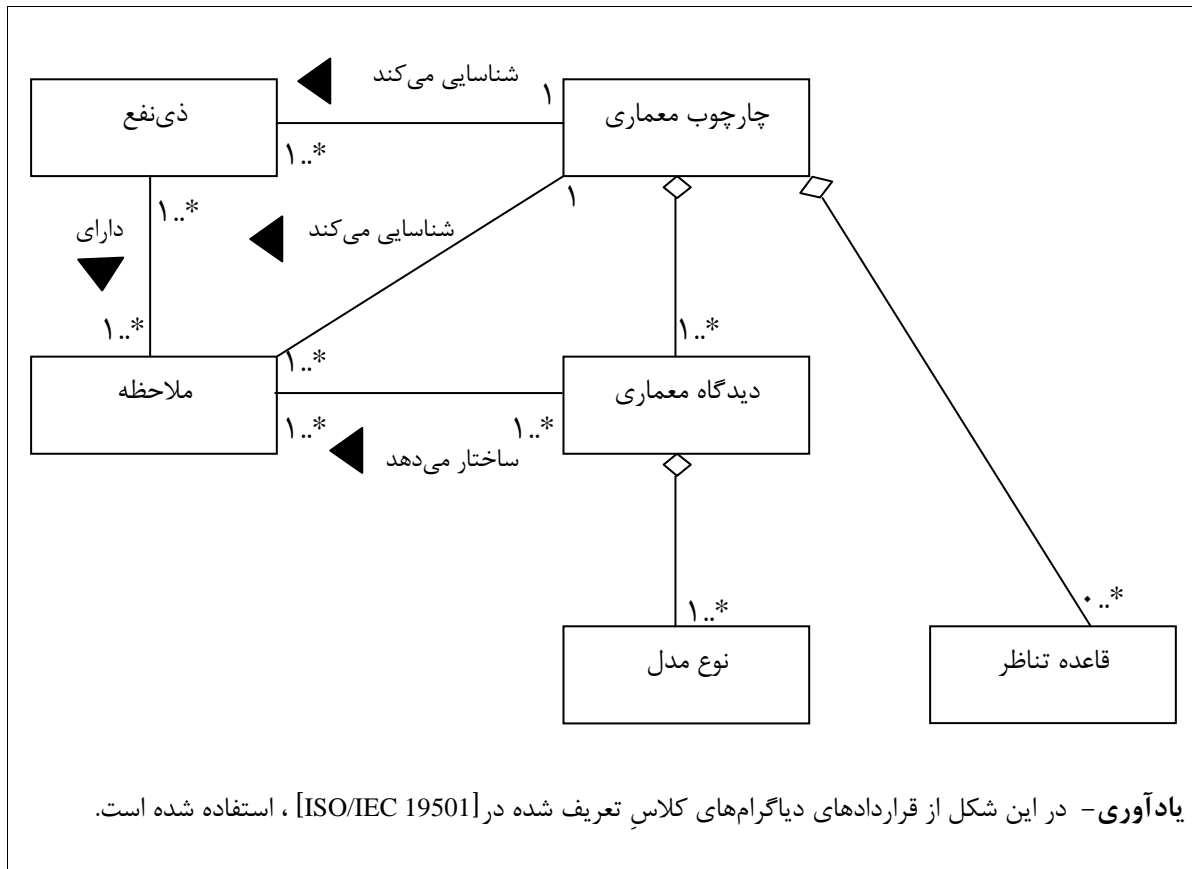 شناسایی می‌کند
چارچوب معماری
۱
ذی‌نفع
۱..*
۱
۱..*
شناسایی می‌کند
دارای
۱..*
۱..*
۱..*
دیدگاه معماری
ملاحظه
۱..*
۱..*
ساختار می‌دهد
۱..*
۰..*
قاعده تناظر
نوع مدل
یادآوری- در این شکل از قراردادهای دیاگرام‌های کلاسِ تعریف شده در [ISO/IEC 19501] ، استفاده شده است.